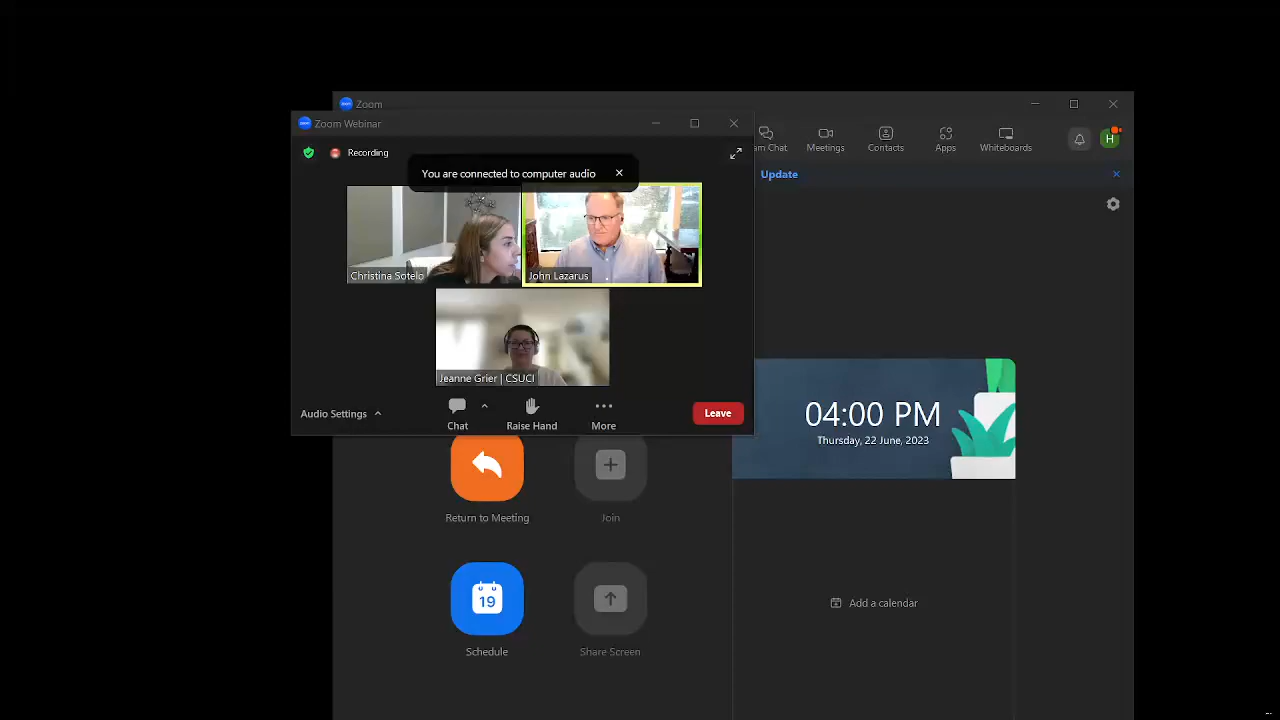 Zoom
Zoom Webinar
Recording
You are connected to computer audio
Christina Sotelo
John Lazarus
Jeanne Grier | CSUCI
Audio Settings
Chat
Raise Hand
More
Leave
am Chat
Meetings
Contacts
Apps
Whiteboards
H
Update
04:00 PM
Thursday, 22 June, 2023
Return to Meeting
Join
19
Schedule
Share Screen
Add a calendar